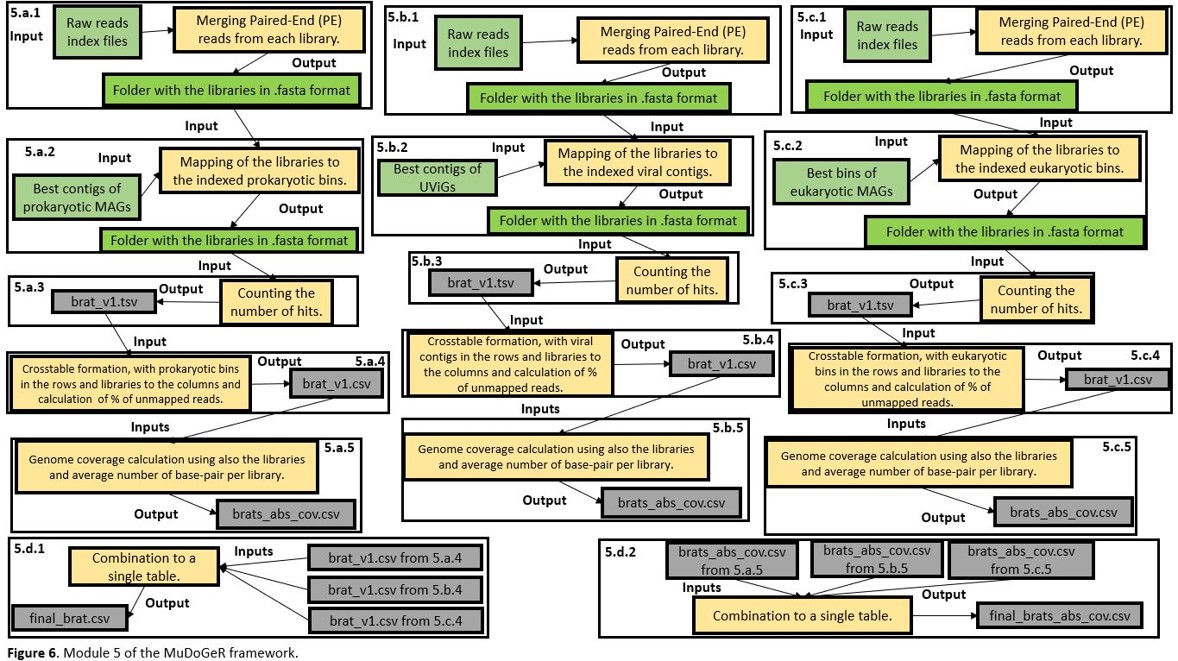 5.a.1
Input
Raw reads
index files
Merging Paired-End (PE)
reads from each library.
Output
Folder with the libraries in .fasta format
Input
5.a.2
Input
Best contigs of
prokaryotic MAGs
Mapping of the libraries to
the indexed prokaryotic bins.
Output
Folder with the libraries in .fasta format
Input
5.a.3
Output
brat_v1.tsv
Counting the
number of hits.
Input
Crosstable formation, with prokaryotic bins
in the rows and libraries to the columns and
calculation of % of unmapped reads.
Output
5.a.4
brat_v1.csv
Inputs
5.a.5
Genome coverage calculation using also the libraries
and average number of base-pair per library.
Output
brats_abs_cov.csv
5.b.1
Input
Raw reads
index files
Merging Paired-End (PE)
reads from each library.
Output
Folder with the libraries in .fasta format
Input
5.b.2
Input
Best contigs of
UViGs
Mapping of the libraries to
the indexed viral contigs.
Output
Folder with the libraries in .fasta format
Input
5.b.3
Output
brat_v1.tsv
Counting the
number of hits.
Input
Crosstable formation, with viral
contigs in the rows and libraries to
the columns and calculation of %
of unmapped reads.
Output
5.b.4
brat_v1.csv
Inputs
5.b.5
Genome coverage calculation using also the libraries
and average number of base-pair per library.
Output
brats_abs_cov.csv
5.c.1
Input
Raw reads
index files
Merging Paired-End (PE)
reads from each library.
Output
Folder with the libraries in .fasta format
Input
5.c.2
Input
Best bins of
eukaryotic MAGs
Mapping of the libraries to
the indexed eukaryotic bins.
Output
Folder with the libraries in .fasta format
Input
5.c.3
Output
brat_v1.tsv
Counting the
number of hits.
Input
Crosstable formation, with eukaryotic
bins in the rows and libraries to the
columns and calculation of % of
unmapped reads.
Output
5.c.4
brat_v1.csv
Inputs
5.c.5
Genome coverage calculation using also the libraries
and average number of base-pair per library.
Output
brats_abs_cov.csv
5.d.1
Combination to a
single table.
Inputs
brat_v1.csv from 5.a.4
brat_v1.csv from 5.b.4
brat_v1.csv from 5.c.4
Output
final_brat.csv
5.d.2
brats_abs_cov.csv
from 5.a.5
brats_abs_cov.csv
from 5.b.5
brats_abs_cov.csv
from 5.c.5
Inputs
Combination to a single table.
Output
final_brats_abs_cov.csv
Figure 6. Module 5 of the MuDoGeR framework.